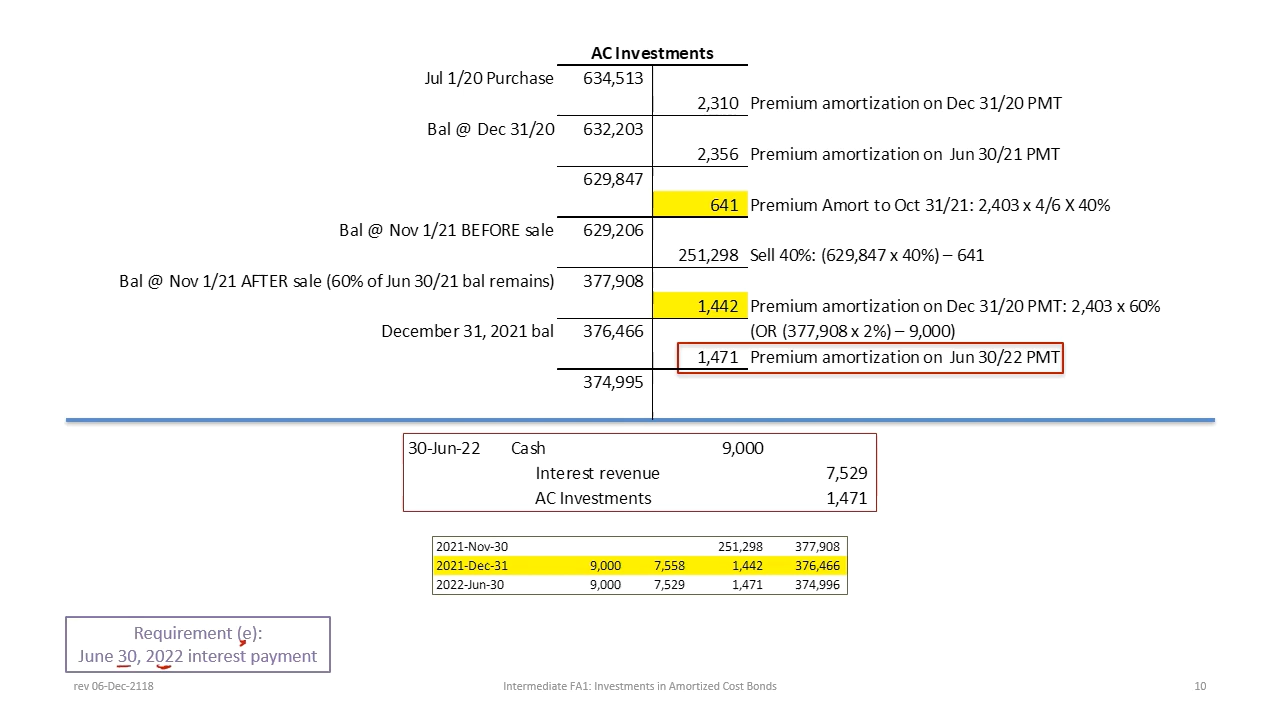 AC Investments
Jul 1/20 Purchase 634,513
2,310 Premium amortization on Dec 31/20 PMT
Bal @ Dec 31/20 632,203
2,356 Premium amortization on Jun 30/21 PMT
629,847
641 Premium Amort to Oct 31/21: 2,403 x 4/6 X 40%
Bal @ Nov 1/21 BEFORE sale 629,206
251,298 Sell 40%: (629,847 x 40%) – 641
Bal @ Nov 1/21 AFTER sale (60% of Jun 30/21 bal remains) 377,908
1,442 Premium amortization on Dec 31/20 PMT: 2,403 x 60%
December 31, 2021 bal 376,466 (OR (377,908 x 2%) – 9,000)
1,471 Premium amortization on Jun 30/22 PMT
374,995
30-Jun-22 Cash 9,000
Interest revenue 7,529
AC Investments 1,471
2021-Nov-30 251,298 377,908
2021-Dec-31 9,000 7,558 1,442 376,466
2022-Jun-30 9,000 7,529 1,471 374,996
Requirement (e):
June 30, 2022 interest payment
rev 06-Dec-2118 Intermediate FA1: Investments in Amortized Cost Bonds 10